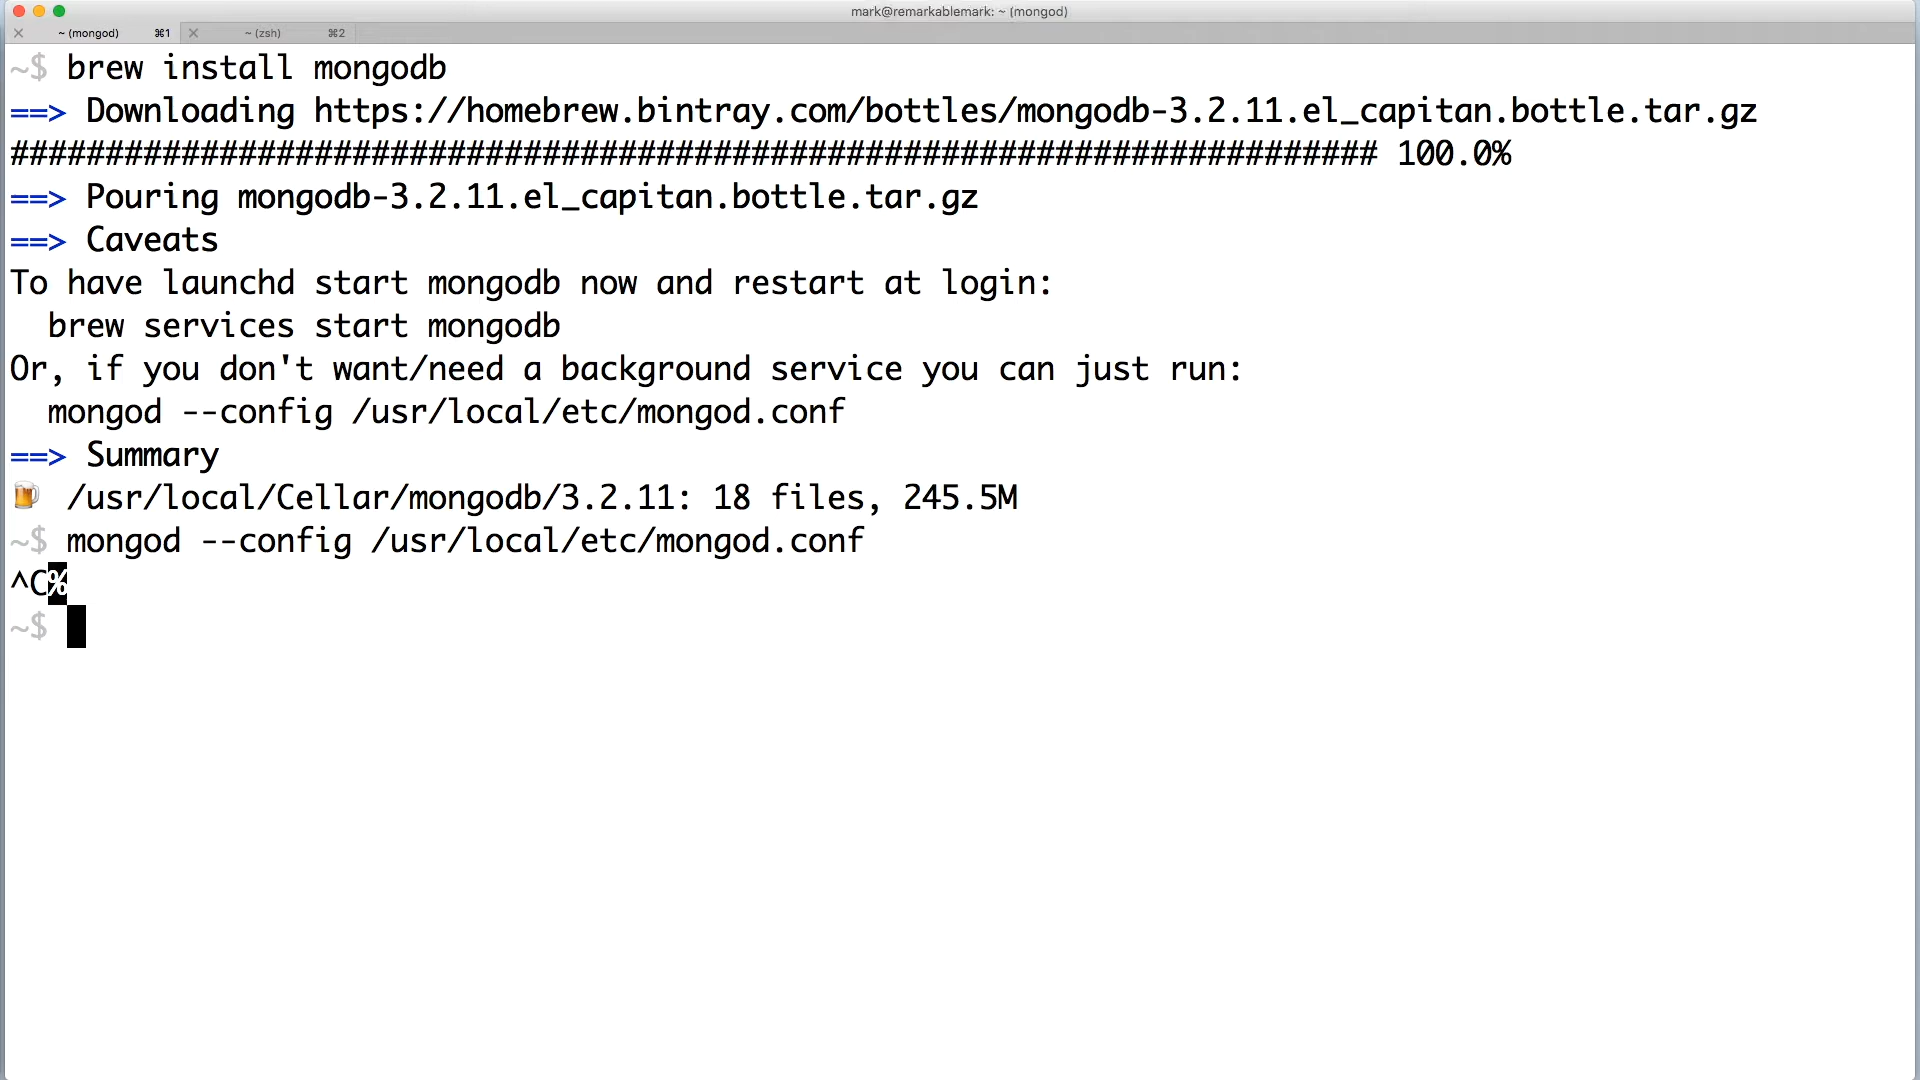 mark@remarkablemark: ~ (mongod)
~ (mongod) ⌘1 ~ (zsh) ⌘2
~$ brew install mongodb
==> Downloading https://homebrew.bintray.com/bottles/mongodb-3.2.11.el_capitan.bottle.tar.gz
######################################################################## 100.0%
==> Pouring mongodb-3.2.11.el_capitan.bottle.tar.gz
==> Caveats
To have launchd start mongodb now and restart at login:
  brew services start mongodb
Or, if you don't want/need a background service you can just run:
  mongod --config /usr/local/etc/mongod.conf
==> Summary
🍺 /usr/local/Cellar/mongodb/3.2.11: 18 files, 245.5M
~$ mongod --config /usr/local/etc/mongod.conf
^C%
~$